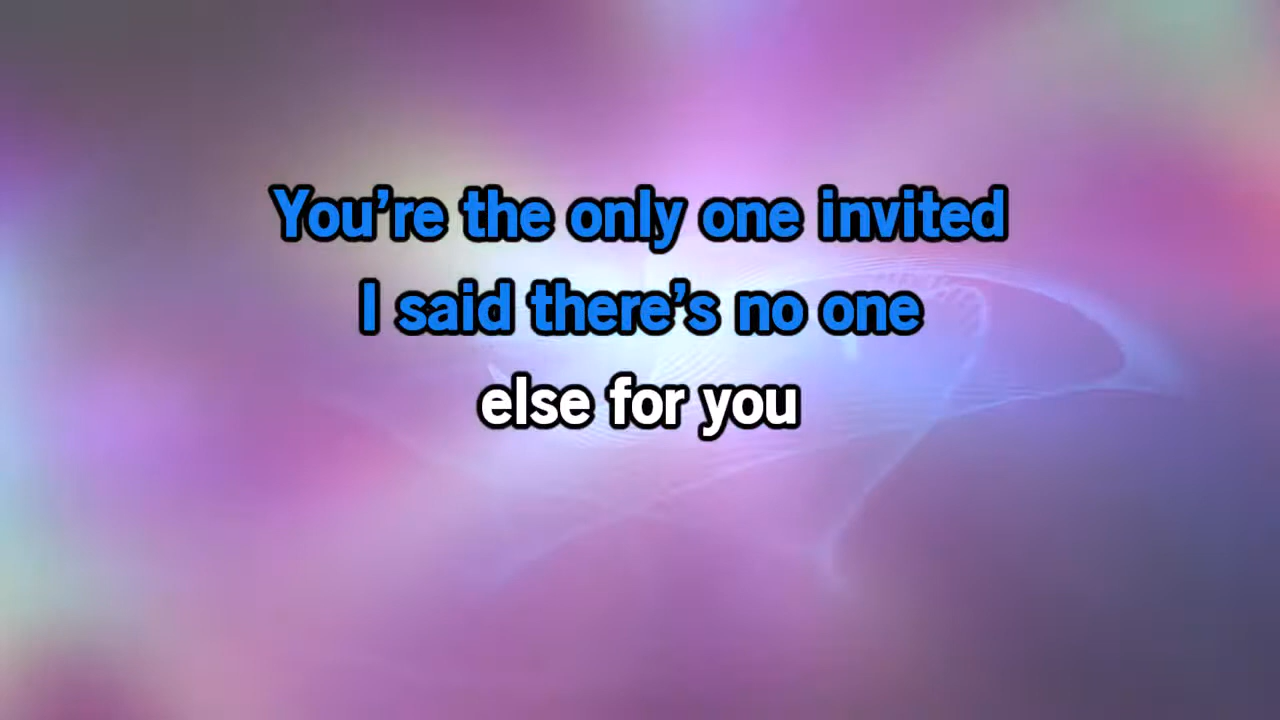 You’re the only one invited
I said there’s no one
else for you